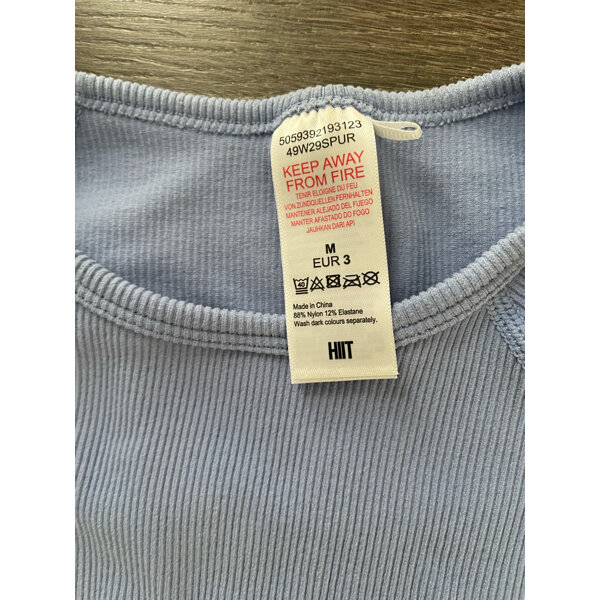 5059392193123
49W29SPUR
KEEP AWAY
FROM FIRE
TENIR ELOIGNE DU FEU
VON ZUNDQUELLEN FERNHALTEN
MANTENER ALEJADO DEL FUEGO
MANTER AFASTADO DO FOGO
JAUHKAN DARI API
M
EUR 3
40
Made in China
88% Nylon 12% Elastane
Wash dark colours separately.
HIIT